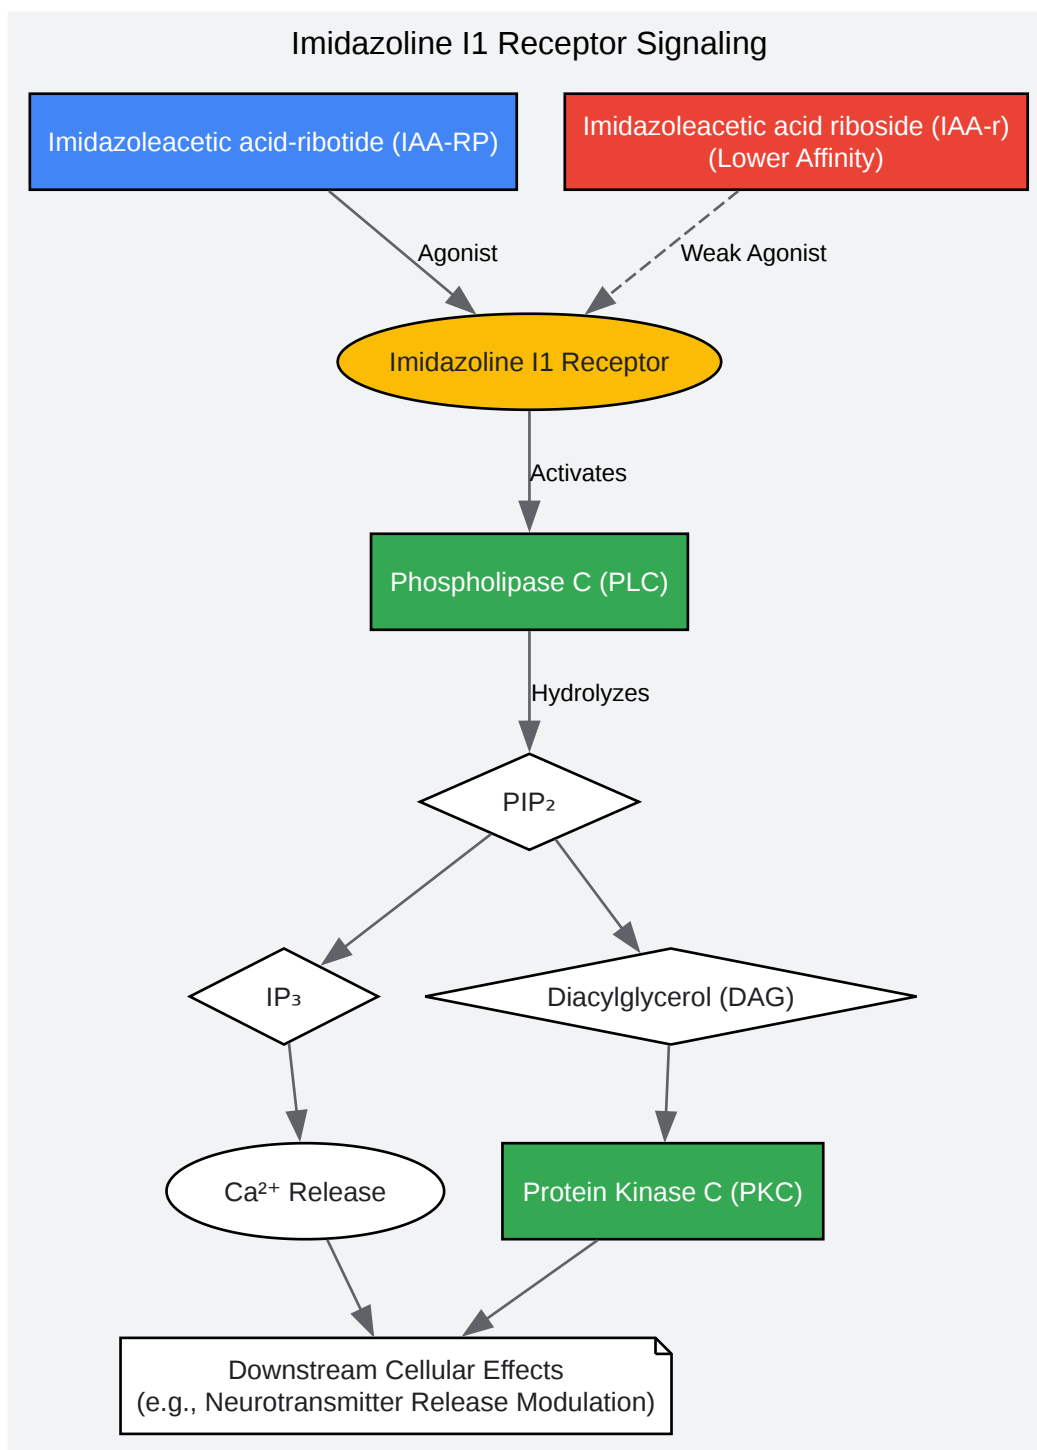 Imidazoline I1 Receptor Signaling
Imidazoleacetic acid-ribotide (IAA-RP)
Imidazoleacetic acid riboside (IAA-r)
(Lower Affinity)
Agonist
Weak Agonist
Imidazoline I1 Receptor
Activates
Phospholipase C (PLC)
Hydrolyzes
PIP₂
IP₃
Diacylglycerol (DAG)
Ca²⁺ Release
Protein Kinase C (PKC)
Downstream Cellular Effects
(e.g., Neurotransmitter Release Modulation)